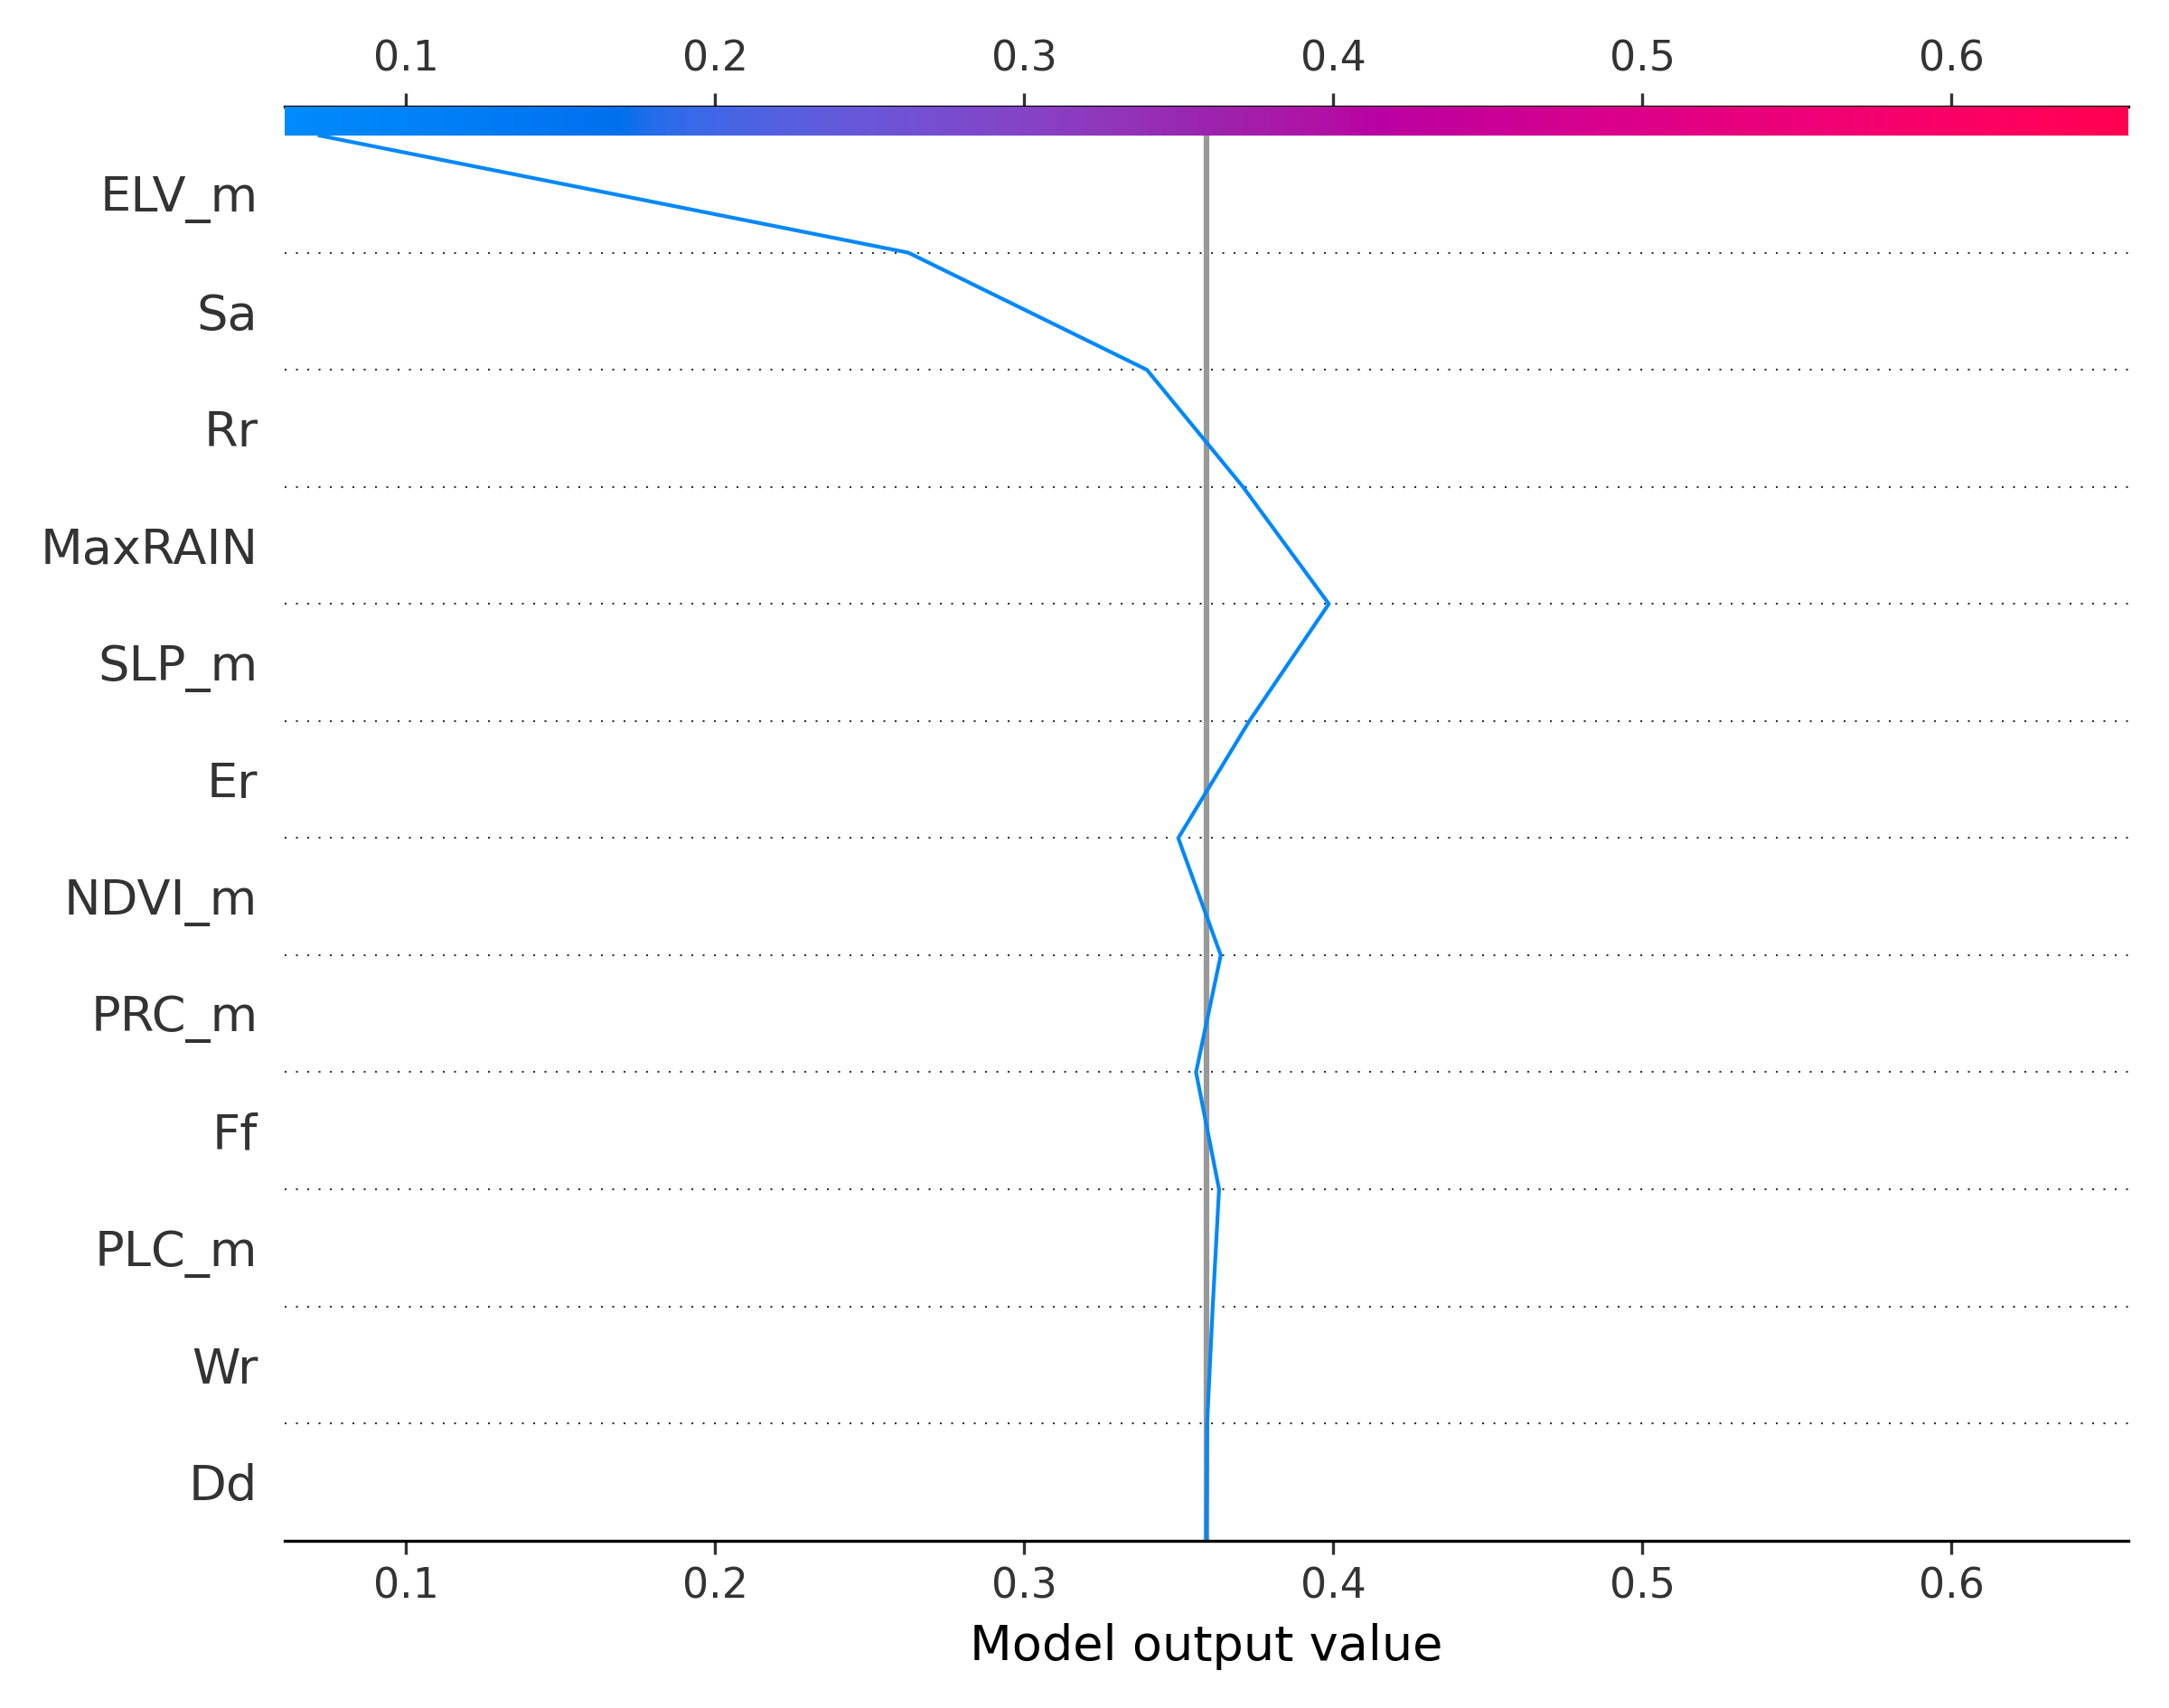 0.1 0.2 0.3 0.4 0.5 0.6
ELV_m
Sa
Rr
MaxRAIN
SLP_m
Er
NDVI_m
PRC_m
Ff
PLC_m
Wr
Dd
0.1 0.2 0.3 0.4 0.5 0.6
Model output value